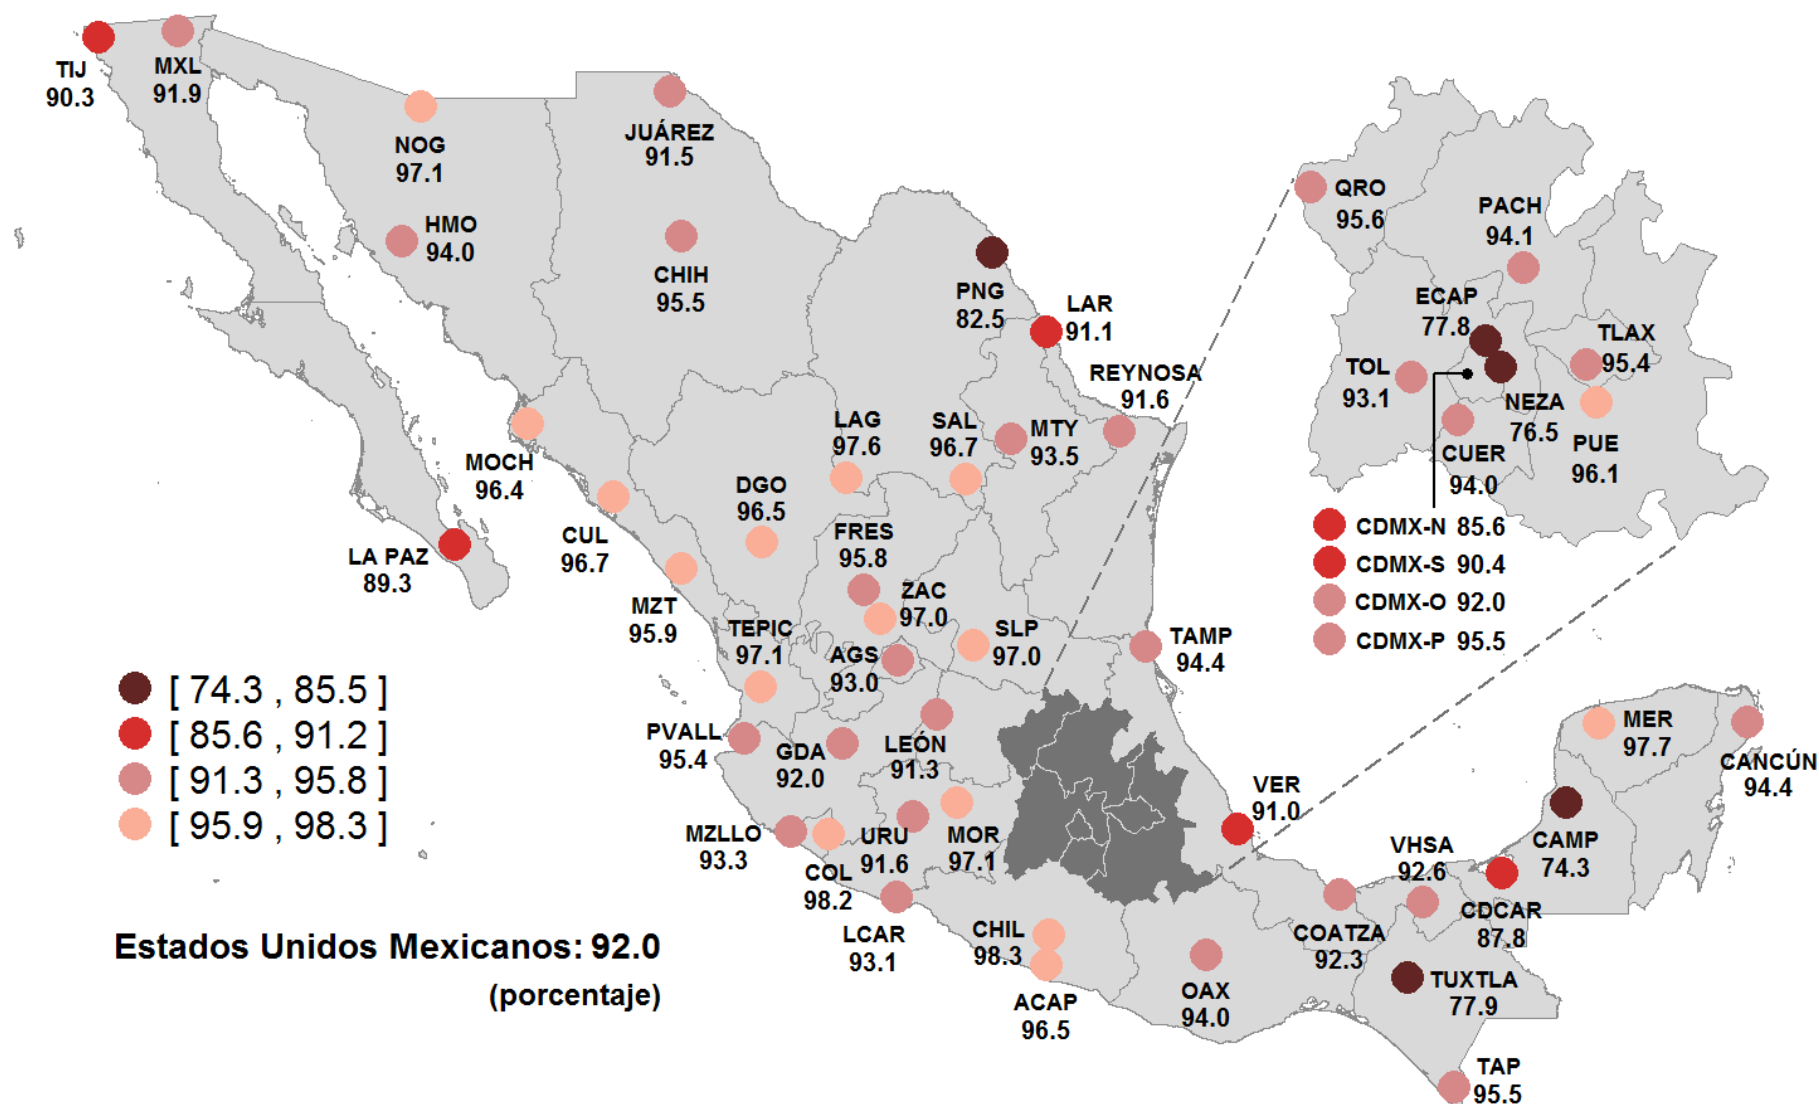 TIJ
90.3
MXL
91.9
NOG
97.1
HMO
94.0
JUÁREZ
91.5
CHIH
95.5
PNG
82.5
LAR
91.1
REYNOSA
91.6
MOCH
96.4
LAG
97.6
SAL
96.7
MTY
93.5
DGO
96.5
CUL
96.7
LA PAZ
89.3
FRES
95.8
MZT
95.9
ZAC
97.0
TEPIC
97.1
AGS
93.0
SLP
97.0
TAMP
94.4
PVALL
95.4
GDA
92.0
LEÓN
91.3
MZLLO
93.3
COL
98.2
URU
91.6
MOR
97.1
LCAR
93.1
CHIL
98.3
ACAP
96.5
OAX
94.0
VER
91.0
COATZA
92.3
VHSA
92.6
CDCAR
87.8
TUXTLA
77.9
TAP
95.5
CAMP
74.3
MER
97.7
CANCÚN
94.4
QRO
95.6
PACH
94.1
ECAP
77.8
TLAX
95.4
TOL
93.1
NEZA
76.5
PUE
96.1
CUER
94.0
CDMX-N 85.6
CDMX-S 90.4
CDMX-O 92.0
CDMX-P 95.5
[ 74.3 , 85.5 ]
[ 85.6 , 91.2 ]
[ 91.3 , 95.8 ]
[ 95.9 , 98.3 ]
Estados Unidos Mexicanos: 92.0
(porcentaje)